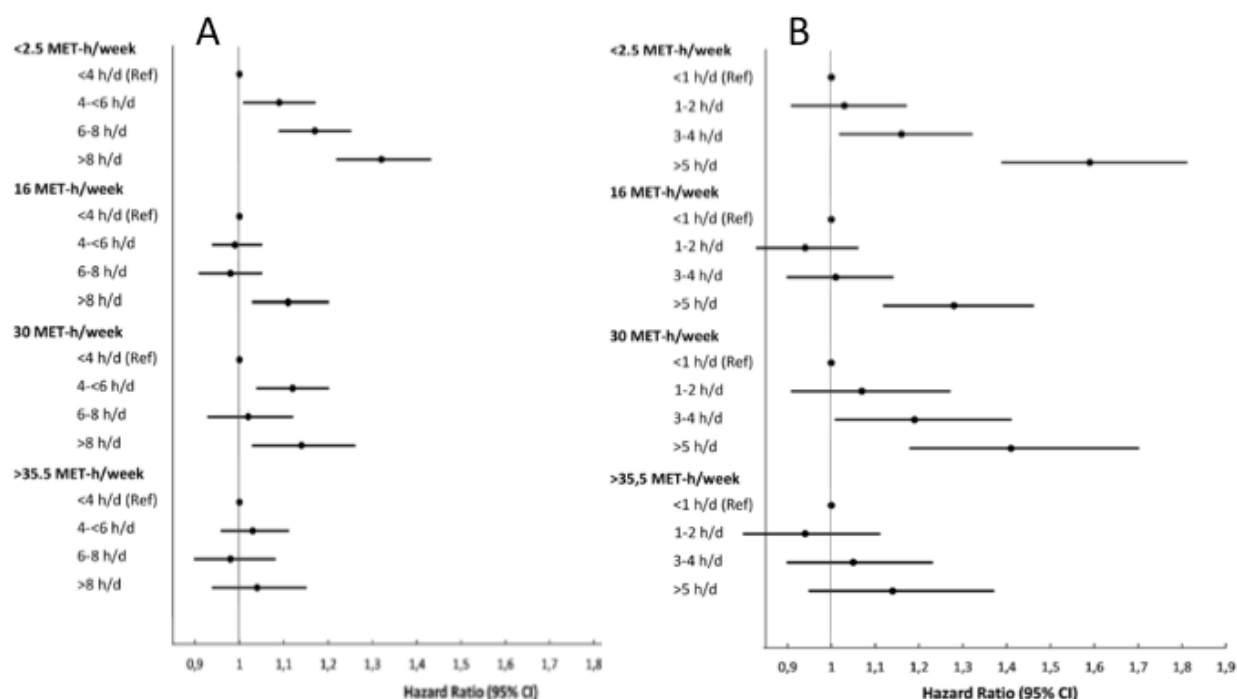 A
<2.5 MET-h/week
<4 h/d (Ref)
4-<6 h/d
6-8 h/d
>8 h/d
16 MET-h/week
<4 h/d (Ref)
4-<6 h/d
6-8 h/d
>8 h/d
30 MET-h/week
<4 h/d (Ref)
4-<6 h/d
6-8 h/d
>8 h/d
>35.5 MET-h/week
<4 h/d (Ref)
4-<6 h/d
6-8 h/d
>8 h/d
0,9 1 1,1 1,2 1,3 1,4 1,5 1,6 1,7 1,8
Hazard Ratio (95% CI)
B
<2.5 MET-h/week
<1 h/d (Ref)
1-2 h/d
3-4 h/d
>5 h/d
16 MET-h/week
<1 h/d (Ref)
1-2 h/d
3-4 h/d
>5 h/d
30 MET-h/week
<1 h/d (Ref)
1-2 h/d
3-4 h/d
>5 h/d
>35,5 MET-h/week
<1 h/d (Ref)
1-2 h/d
3-4 h/d
>5 h/d
0,9 1 1,1 1,2 1,3 1,4 1,5 1,6 1,7 1,8 1,9
Hazard Ratio (95% CI)